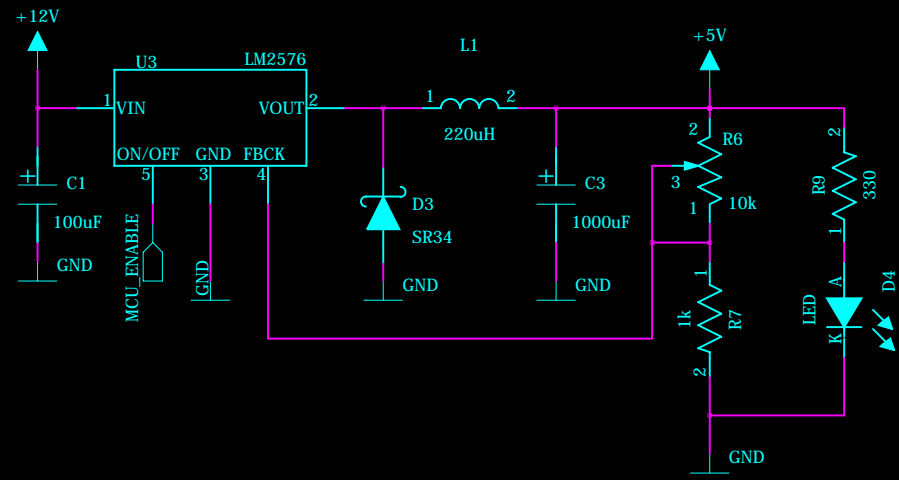 +12V
U3
LM2576
L1
+5V
1
VIN
VOUT
2
1
2
220uH
ON/OFF
GND
FBCK
5
3
4
+
C1
100uF
GND
MCU_ENABLE
GND
D3
SR34
GND
+
C3
1000uF
GND
2
R6
3
1
10k
2
R9
330
1
1
1k
R7
2
A
D4
LED
K
GND